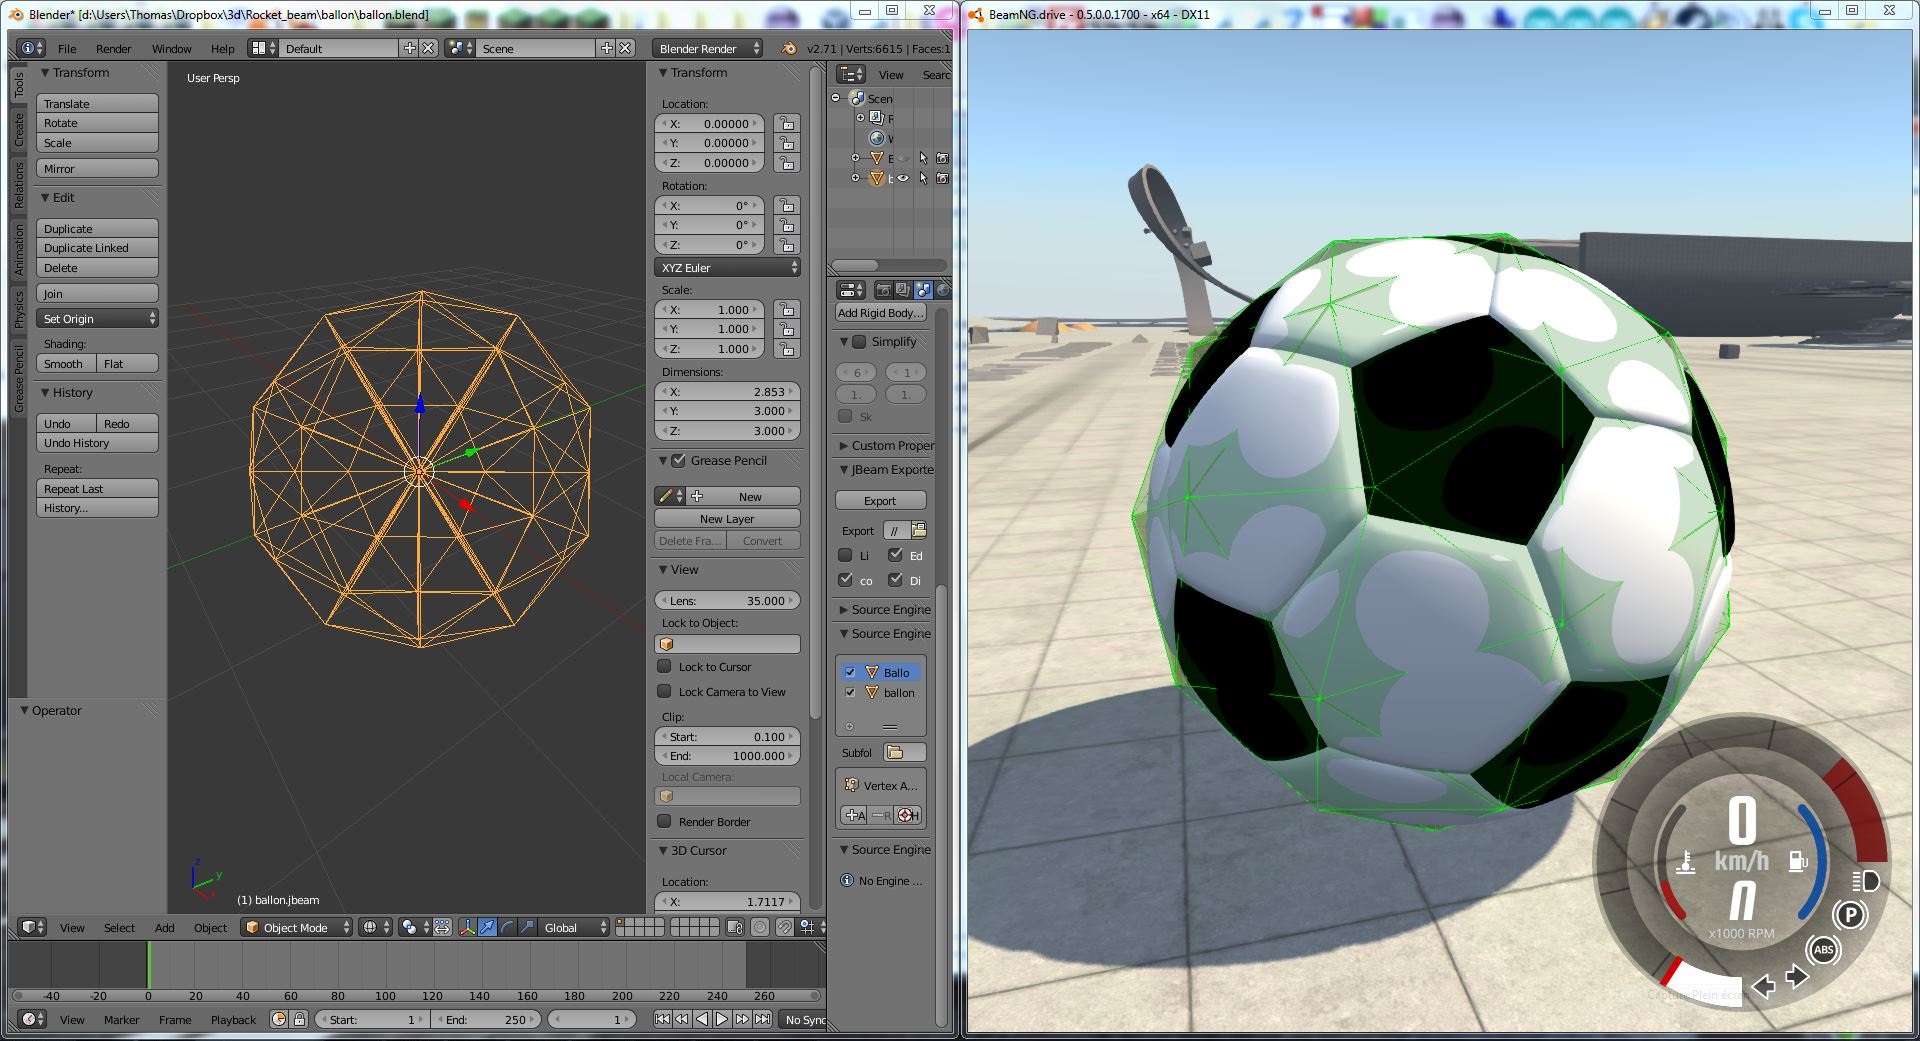 Blender* [d:\Users\Thomas\Dropbox\3d\Rocket_beam\ballon\ballon.blend]
File Render Window Help Default Scene Blender Render v2.71 | Verts:6615 | Faces:1
Tools
Create
Relations
Animation
Physics
Grease Pencil
Transform
Translate
Rotate
Scale
Mirror
Edit
Duplicate
Duplicate Linked
Delete
Join
Set Origin
Shading:
Smooth Flat
History
Undo Redo
Undo History
Repeat:
Repeat Last
History...
Operator
User Persp
z
y
(1) ballon.jbeam
Transform
Location:
X: 0.00000
Y: 0.00000
Z: 0.00000
Rotation:
X: 0°
Y: 0°
Z: 0°
XYZ Euler
Scale:
X: 1.000
Y: 1.000
Z: 1.000
Dimensions:
X: 2.853
Y: 3.000
Z: 3.000
Grease Pencil
New
New Layer
Delete Fra... Convert
View
Lens: 35.000
Lock to Object:
Lock to Cursor
Lock Camera to View
Clip:
Start: 0.100
End: 1000.000
Local Camera:
Render Border
3D Cursor
Location:
X: 1.7117
View Searc
Scen
Add Rigid Body...
Simplify
6 1
1. 1.
Sk
Custom Proper
JBeam Exporte
Export
Export //
Li Ed
co Di
Source Engine
Source Engine
Ballo
ballon
Subfol
Vertex A...
Source Engine
No Engine ...
View Select Add Object Object Mode Global
-40 -20 0 20 40 60 80 100 120 140 160 180 200 220 240 260
View Marker Frame Playback Start: 1 End: 250 1 No Sync
BeamNG.drive - 0.5.0.0.1700 - x64 - DX11
0
km/h
n
x1000 RPM
P
ABS
Capture Plein écran